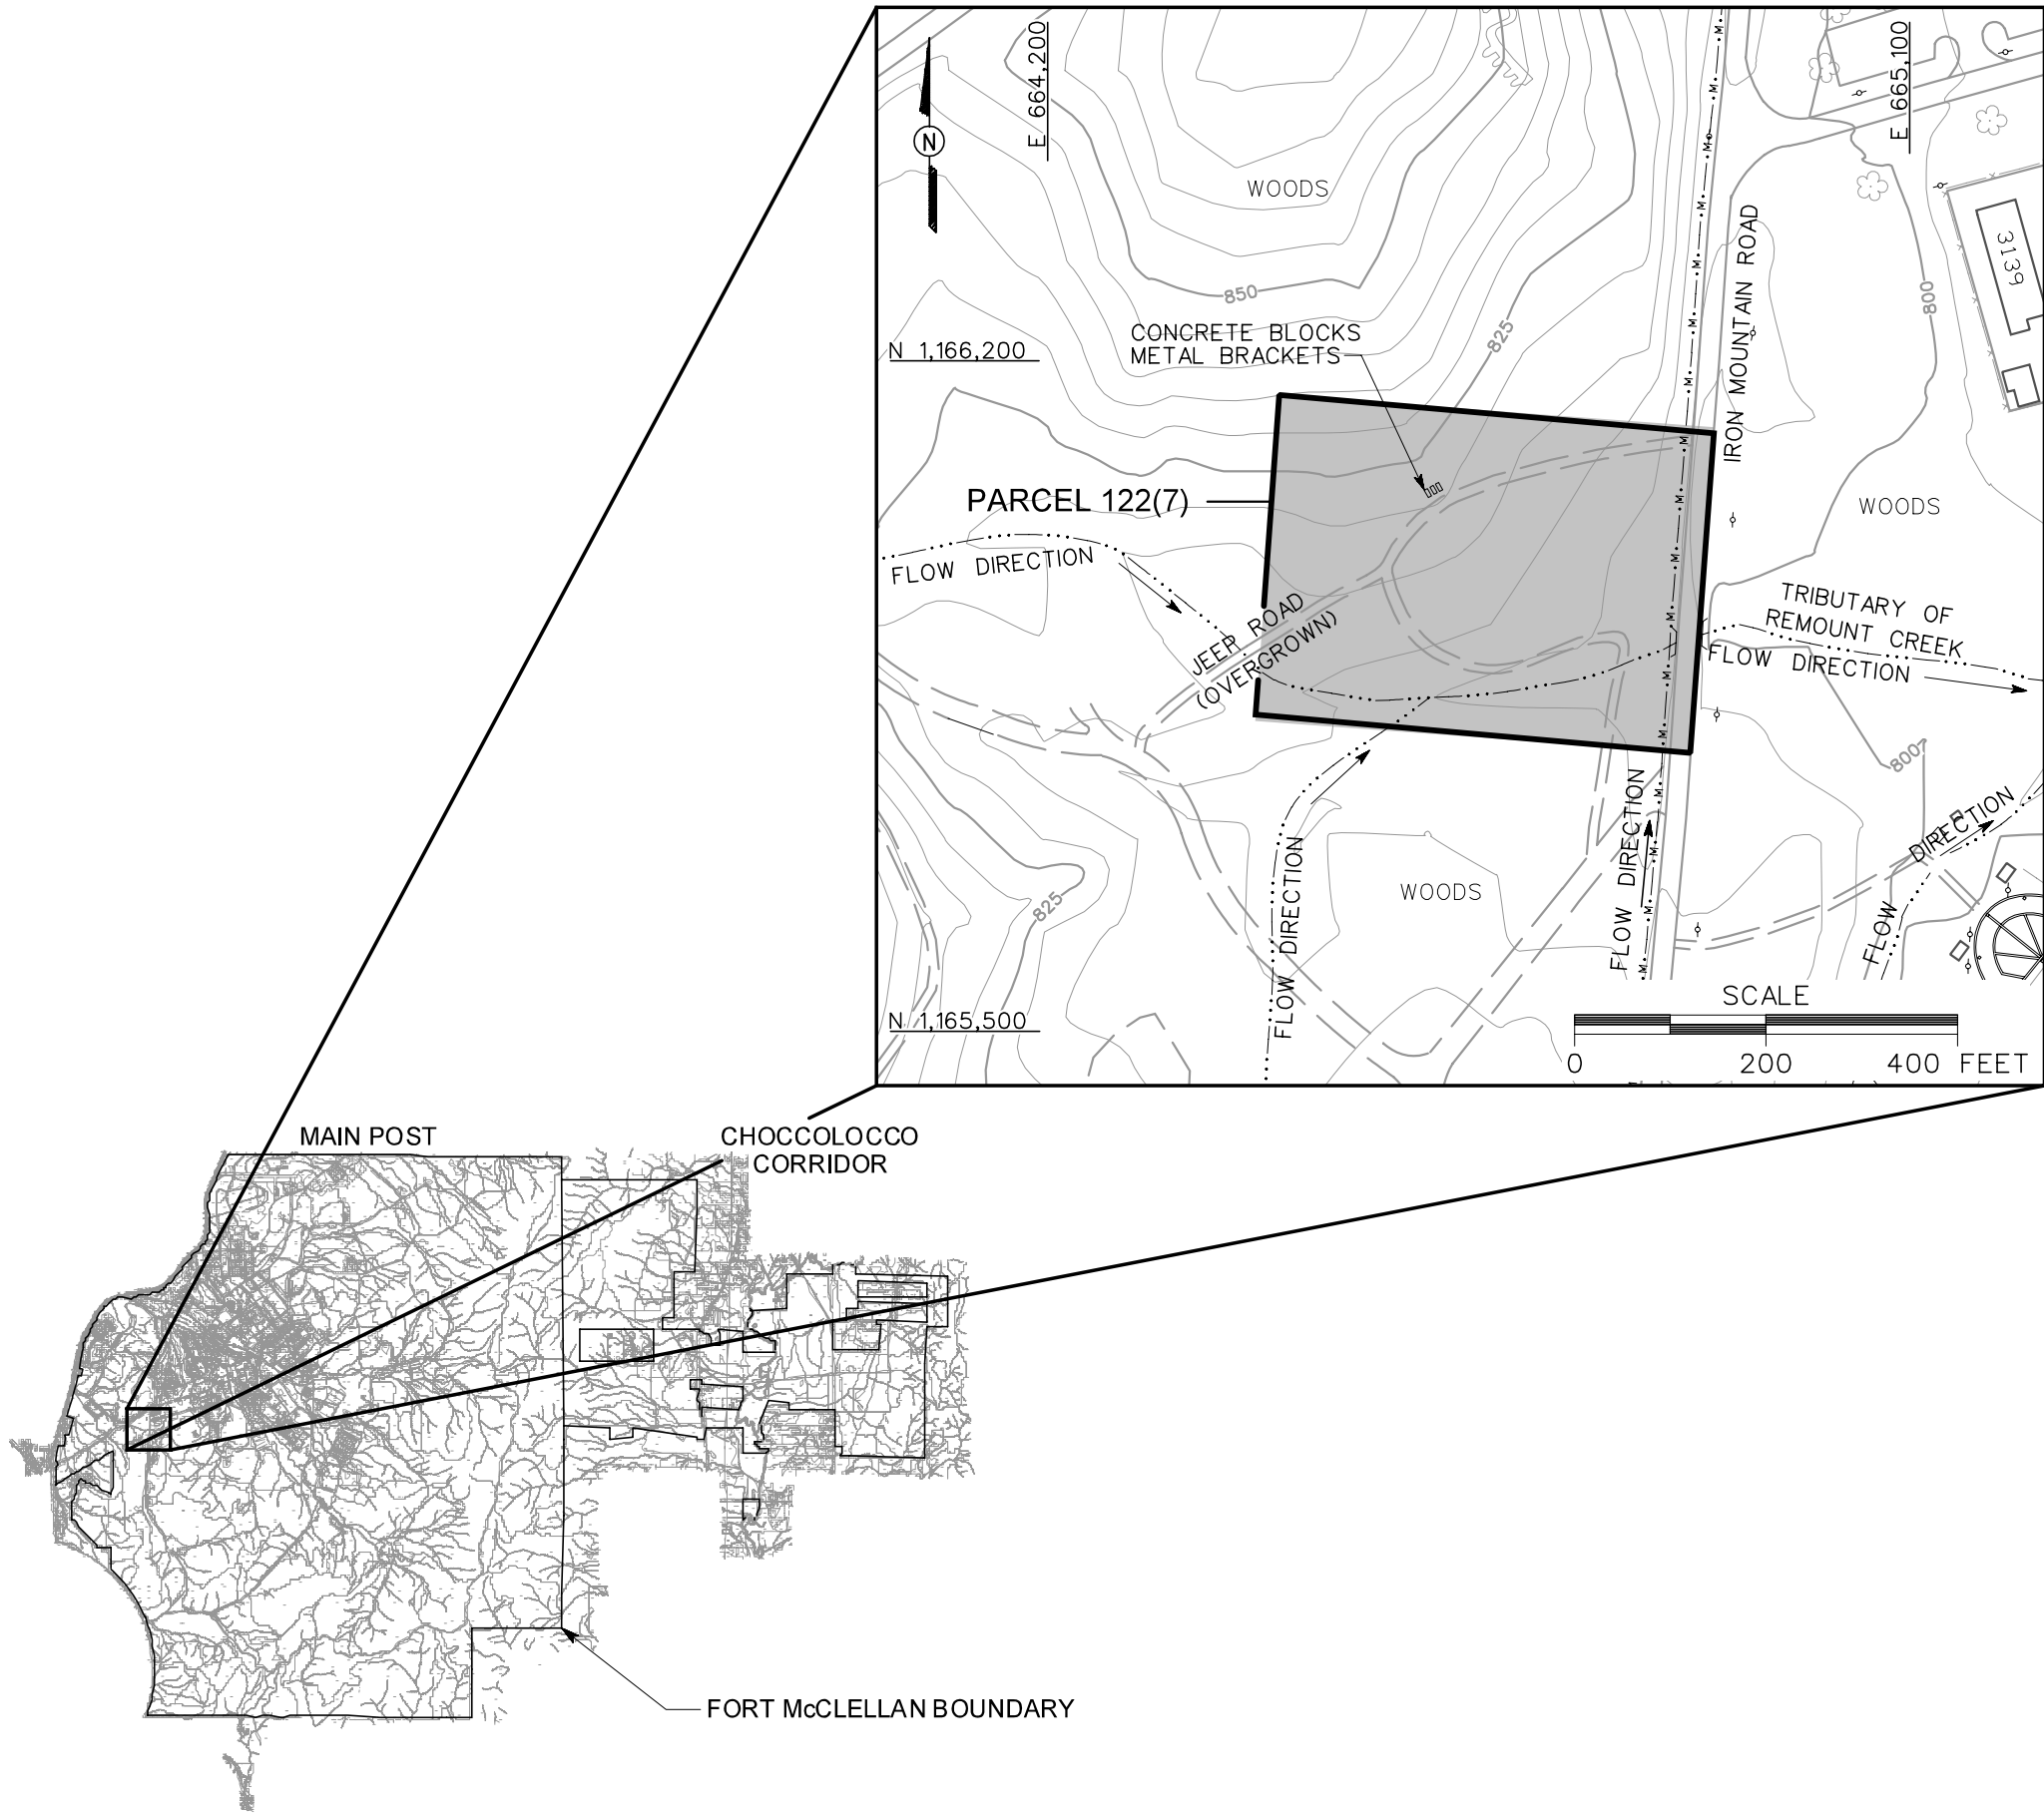 E 664,200
E 665,100
N
WOODS
3139
850
800
825
IRON MOUNTAIN ROAD
CONCRETE BLOCKS
METAL BRACKETS
N 1,166,200
PARCEL 122(7)
WOODS
FLOW DIRECTION
TRIBUTARY OF
REMOUNT CREEK
FLOW DIRECTION
JEEP ROAD
(OVERGROWN)
800
FLOW DIRECTION
FLOW DIRECTION
FLOW DIRECTION
WOODS
825
N 1,165,500
SCALE
0 200 400 FEET
MAIN POST
CHOCCOLOCCO
CORRIDOR
FORT McCLELLAN BOUNDARY